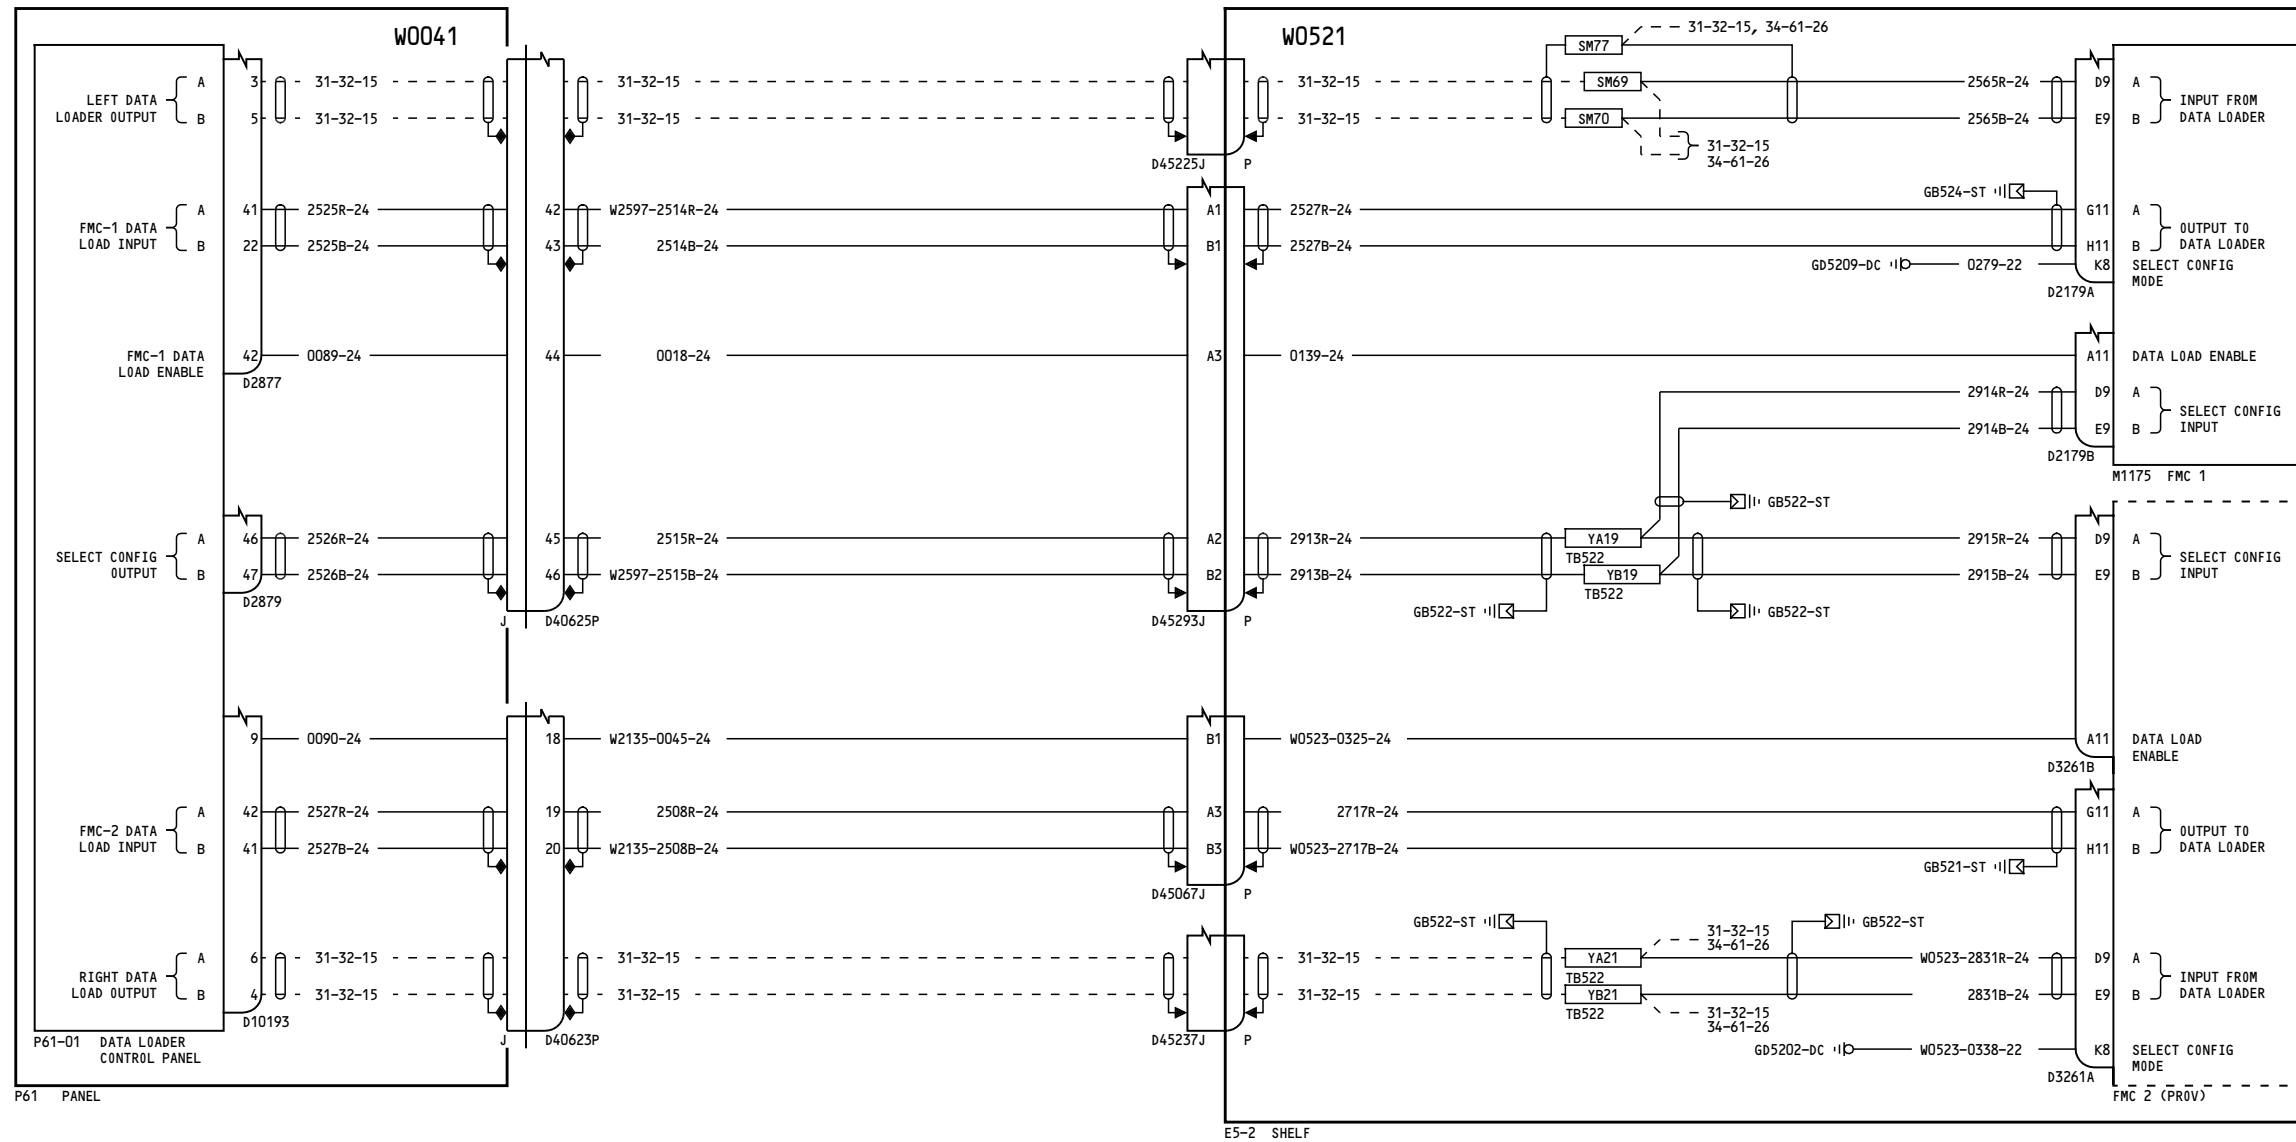 W0041
W0521
SM77
31-32-15, 34-61-26
LEFT DATA
LOADER OUTPUT
A 3 31-32-15 31-32-15 31-32-15 SM69 2565R-24 D9 A
B 5 31-32-15 31-32-15 31-32-15 SM70 2565B-24 E9 B
INPUT FROM
DATA LOADER
31-32-15
34-61-26
D45225J P
GB524-ST
FMC-1 DATA
LOAD INPUT
A 41 2525R-24 42 W2597-2514R-24 A1 2527R-24 G11 A
B 22 2525B-24 43 2514B-24 B1 2527B-24 H11 B
OUTPUT TO
DATA LOADER
GD5209-DC 0279-22 K8 SELECT CONFIG
MODE
D2179A
FMC-1 DATA
LOAD ENABLE
42 0089-24 44 0018-24 A3 0139-24 A11 DATA LOAD ENABLE
D2877
2914R-24 D9 A
2914B-24 E9 B
SELECT CONFIG
INPUT
D2179B
M1175 FMC 1
GB522-ST
SELECT CONFIG
OUTPUT
A 46 2526R-24 45 2515R-24 A2 2913R-24 YA19 2915R-24 D9 A
TB522
B 47 2526B-24 46 W2597-2515B-24 B2 2913B-24 YB19 2915B-24 E9 B
TB522
SELECT CONFIG
INPUT
D2879
GB522-ST
GB522-ST
J D40625P
D45293J P
9 0090-24 18 W2135-0045-24 B1 W0523-0325-24 A11 DATA LOAD
ENABLE
D3261B
FMC-2 DATA
LOAD INPUT
A 42 2527R-24 19 2508R-24 A3 2717R-24 G11 A
B 41 2527B-24 20 W2135-2508B-24 B3 W0523-2717B-24 H11 B
OUTPUT TO
DATA LOADER
GB521-ST
D45067J P
GB522-ST
GB522-ST
31-32-15
34-61-26
RIGHT DATA
LOAD OUTPUT
A 6 31-32-15 31-32-15 31-32-15 YA21 W0523-2831R-24 D9 A
TB522
B 4 31-32-15 31-32-15 31-32-15 YB21 2831B-24 E9 B
TB522
INPUT FROM
DATA LOADER
31-32-15
34-61-26
D10193
J D40623P
D45237J P
GD5202-DC W0523-0338-22 K8 SELECT CONFIG
MODE
D3261A
P61-01 DATA LOADER
CONTROL PANEL
P61 PANEL
FMC 2 (PROV)
E5-2 SHELF